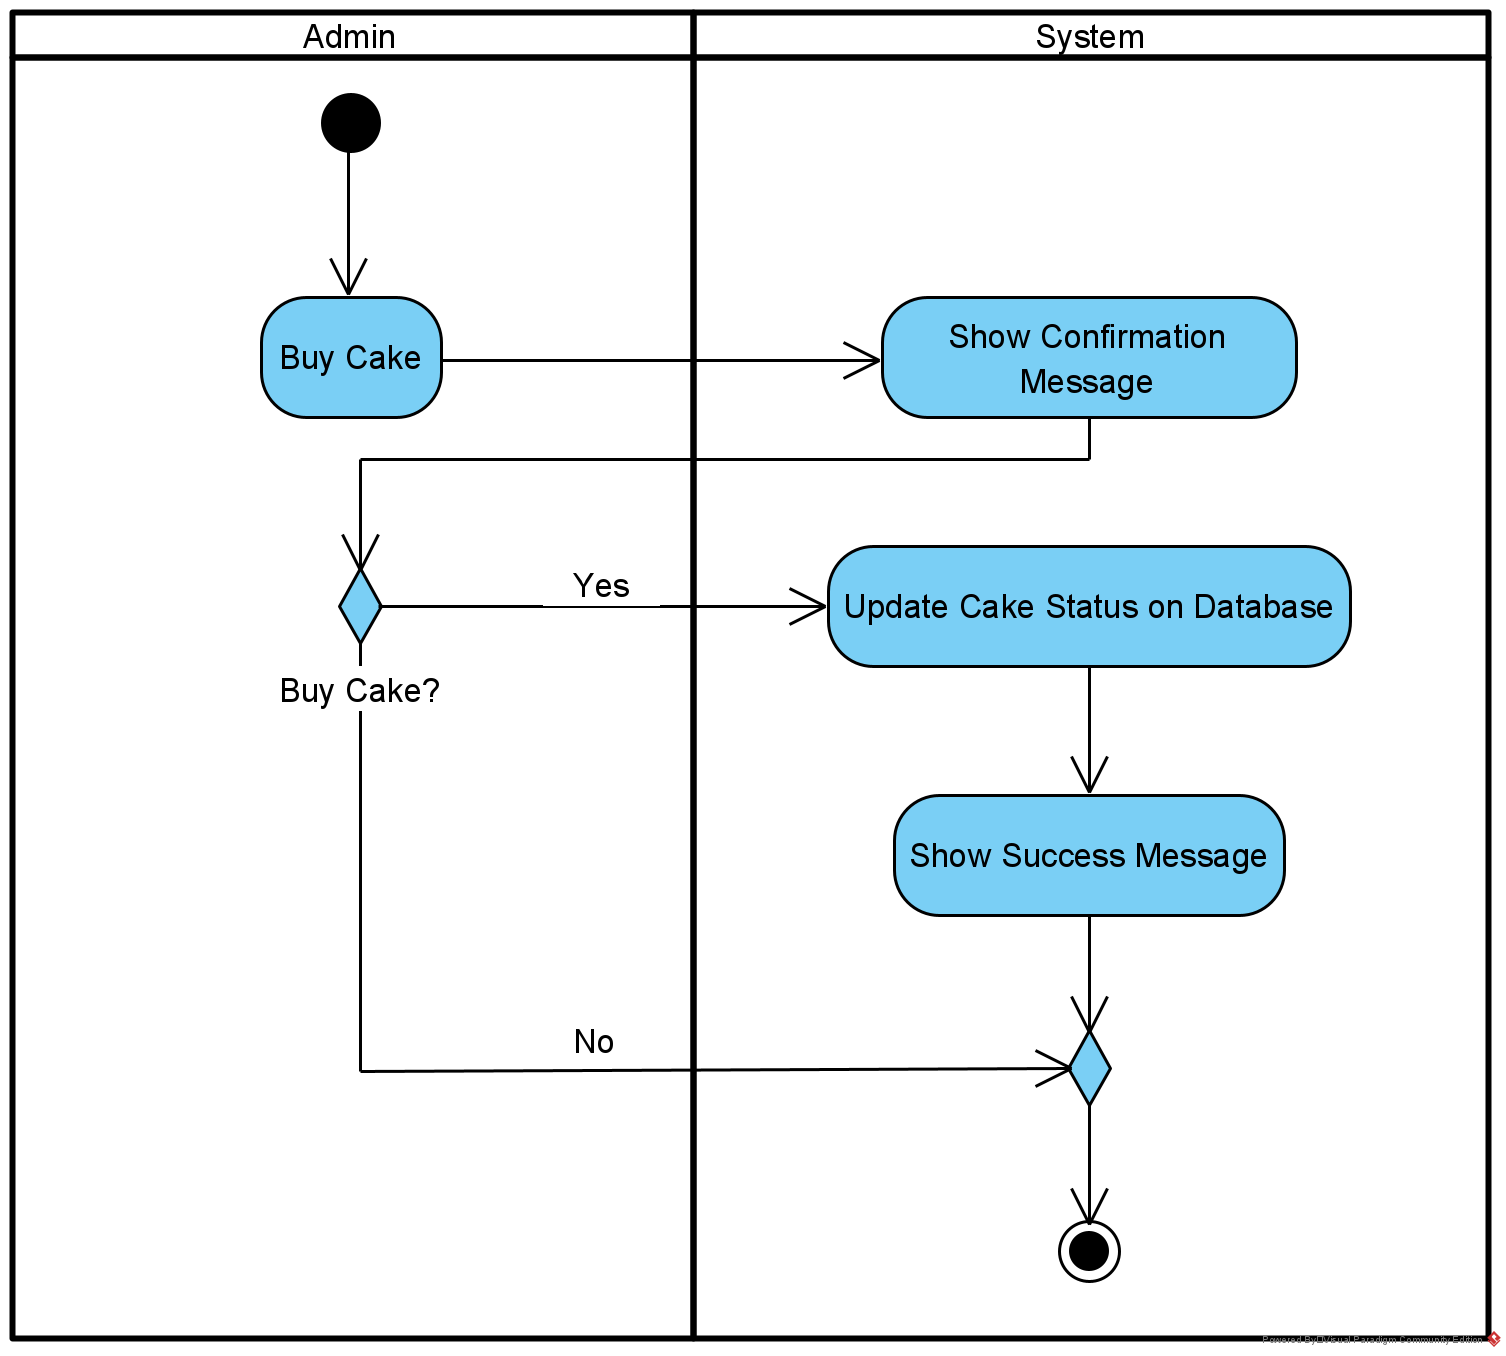 Admin
System
Buy Cake
Show Confirmation
Message
Yes
Update Cake Status on Database
Buy Cake?
Show Success Message
No
Powered By□Visual Paradigm Community Edition